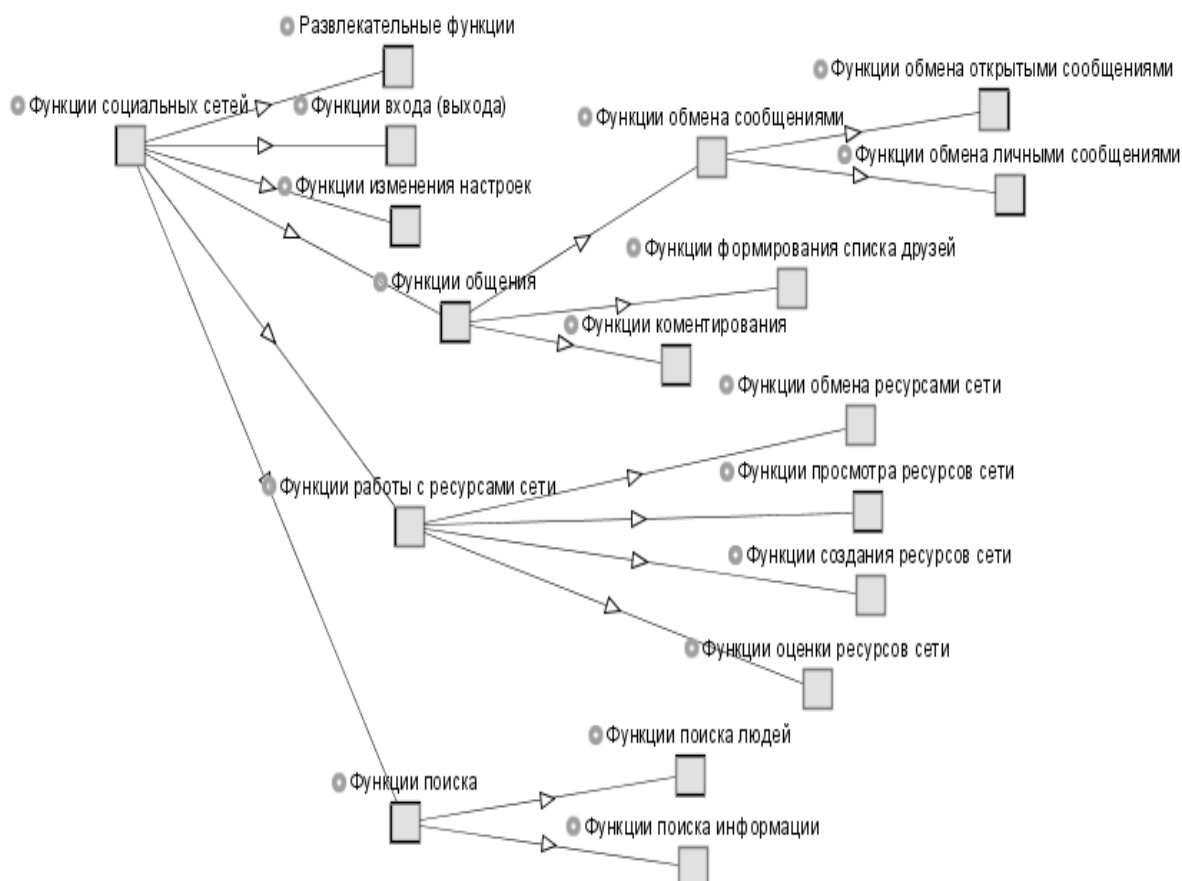 Развлекательные функции
Функции социальных сетей
Функции входа (выхода)
Функции изменения настроек
Функции общения
Функции обмена сообщениями
Функции обмена открытыми сообщениями
Функции обмена личными сообщениями
Функции формирования списка друзей
Функции коментирования
Функции работы с ресурсами сети
Функции обмена ресурсами сети
Функции просмотра ресурсов сети
Функции создания ресурсов сети
Функции оценки ресурсов сети
Функции поиска
Функции поиска людей
Функции поиска информации